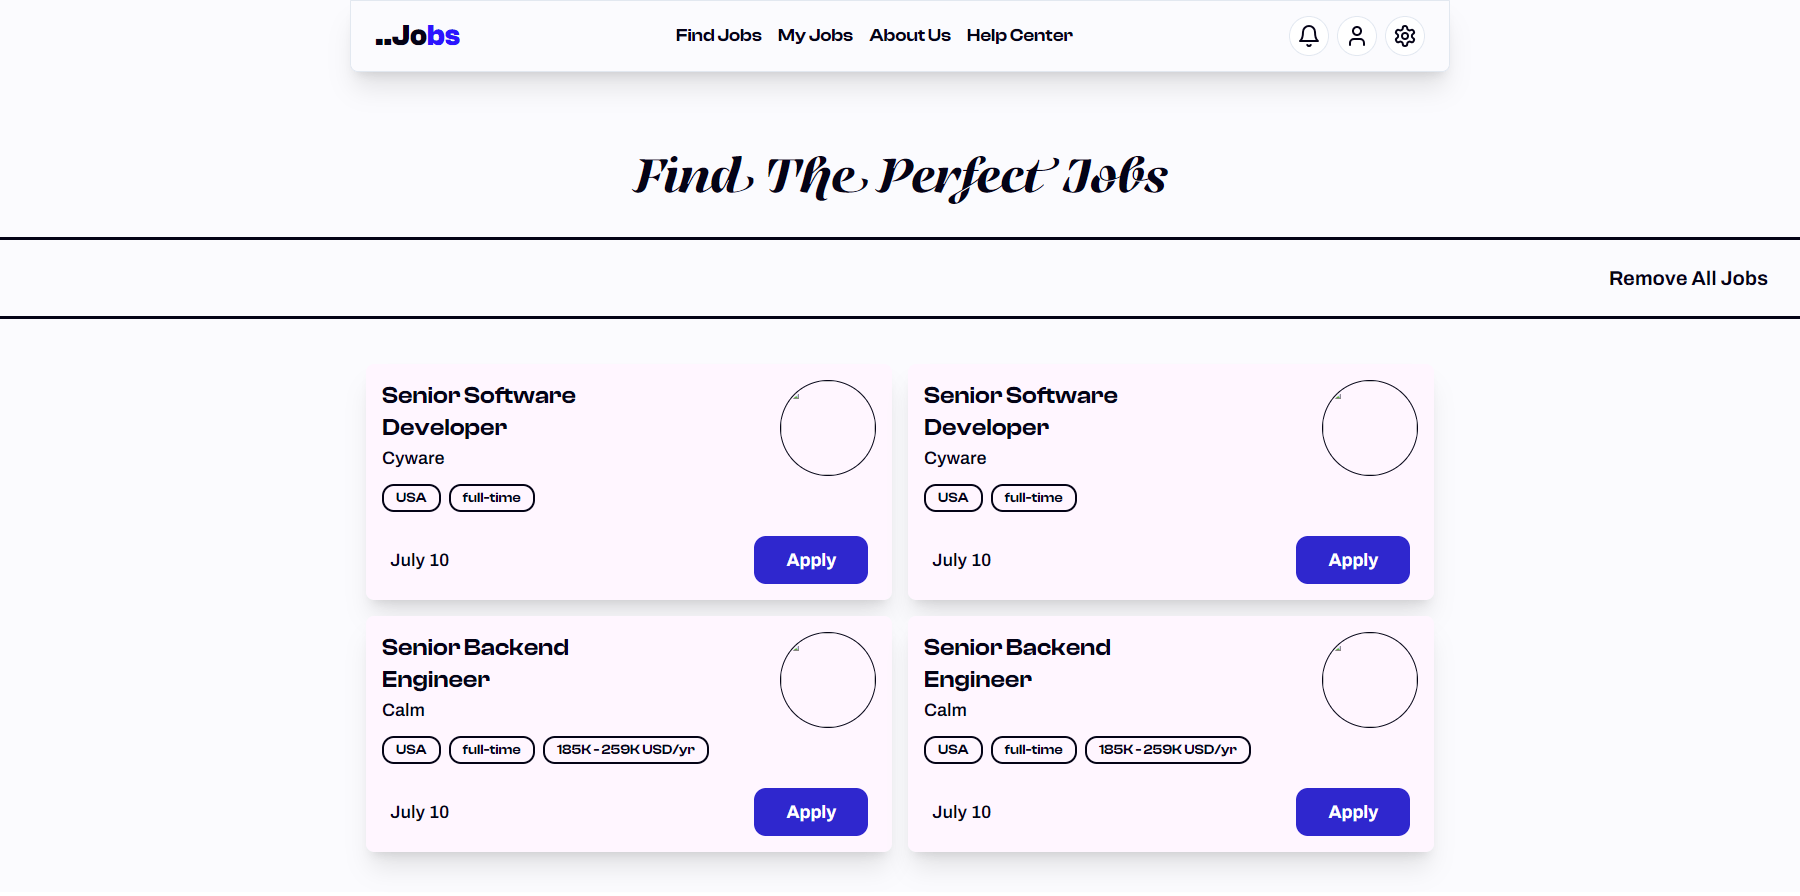 ..Jobs
Find Jobs My Jobs About Us Help Center
Find The Perfect Jobs
Remove All Jobs
Senior Software
Developer
Cyware
USA full-time
July 10 Apply
Senior Software
Developer
Cyware
USA full-time
July 10 Apply
Senior Backend
Engineer
Calm
USA full-time 185K - 259K USD/yr
July 10 Apply
Senior Backend
Engineer
Calm
USA full-time 185K - 259K USD/yr
July 10 Apply